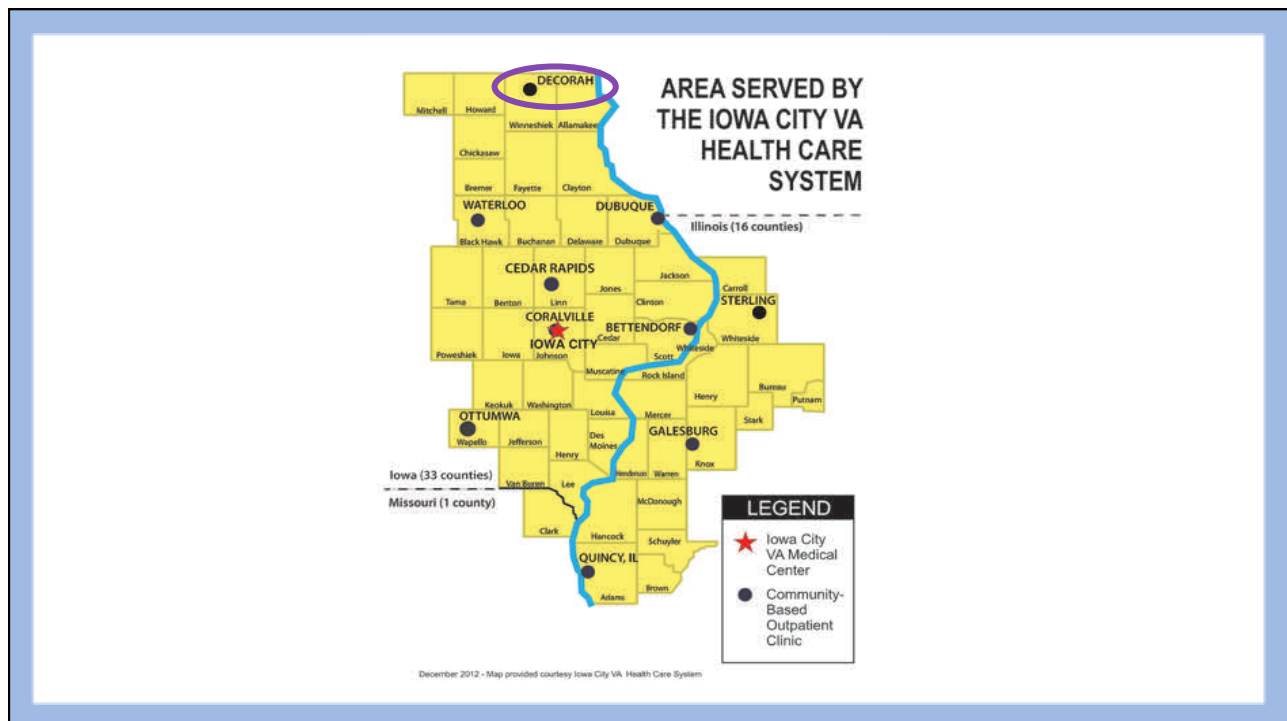 AREA SERVED BY
THE IOWA CITY VA
HEALTH CARE
SYSTEM
DECORAH
Mitchell
Howard
Winneshiek
Allamakee
Chickasaw
Bremer
Fayette
Clayton
WATERLOO
DUBUQUE
Illinois (16 counties)
Black Hawk
Buchanan
Delaware
Dubuque
CEDAR RAPIDS
Jackson
Jones
Carroll
Tama
Benton
Linn
Clinton
STERLING
CORALVILLE
BETTENDORF
IOWA CITY
Cedar
Whiteside
Whiteside
Poweshiek
Iowa
Johnson
Scott
Muscatine
Rock Island
Bureau
Putnam
Henry
Keokuk
Washington
Louisa
Mercer
Stark
OTTUMWA
GALESBURG
Wapello
Jefferson
Des
Moines
Henry
Knox
Iowa (33 counties)
Henderson
Warren
Van Buren
Lee
Missouri (1 county)
McDonough
Clark
Hancock
Schuyler
QUINCY, IL
Brown
Adams
LEGEND
Iowa City
VA Medical
Center
Community-
Based
Outpatient
Clinic
December 2012 - Map provided courtesy Iowa City VA Health Care System